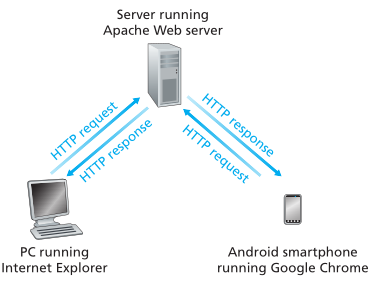 Server running
Apache Web server
HTTP request
HTTP response
HTTP response
HTTP request
PC running
Internet Explorer
Android smartphone
running Google Chrome